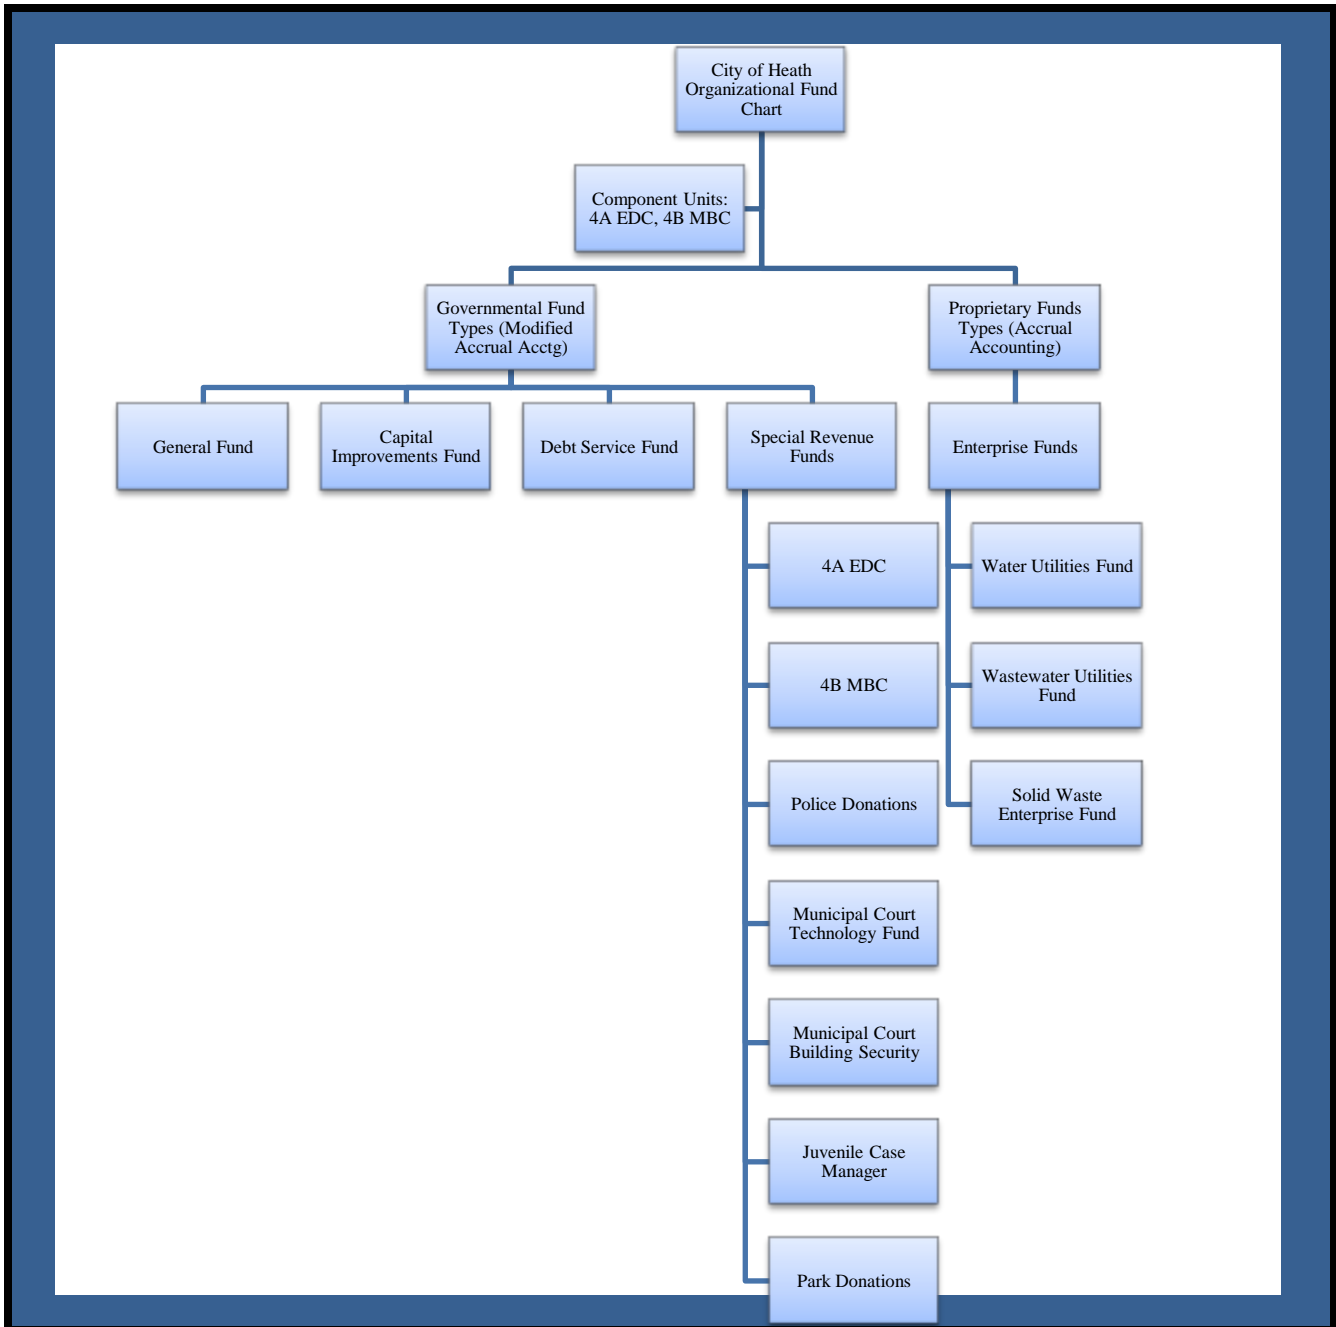 City of Heath
Organizational Fund
Chart
Component Units:
4A EDC, 4B MBC
Governmental Fund
Types (Modified
Accrual Acctg)
Proprietary Funds
Types (Accrual
Accounting)
General Fund
Capital
Improvements Fund
Debt Service Fund
Special Revenue
Funds
Enterprise Funds
4A EDC
Water Utilities Fund
4B MBC
Wastewater Utilities
Fund
Police Donations
Solid Waste
Enterprise Fund
Municipal Court
Technology Fund
Municipal Court
Building Security
Juvenile Case
Manager
Park Donations